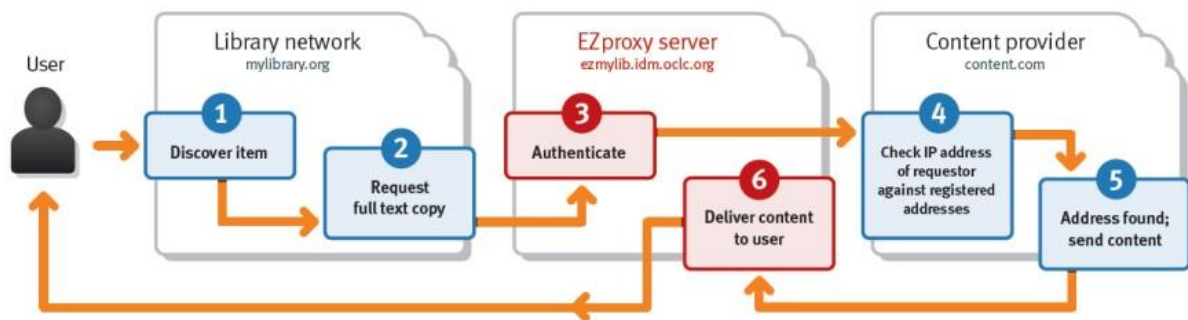 User
Library network
mylibrary.org
1
Discover item
2
Request
full text copy
EZproxy server
ezmylib.idm.oclc.org
3
Authenticate
6
Deliver content
to user
Content provider
content.com
4
Check IP address
of requestor
against registered
addresses
5
Address found;
send content